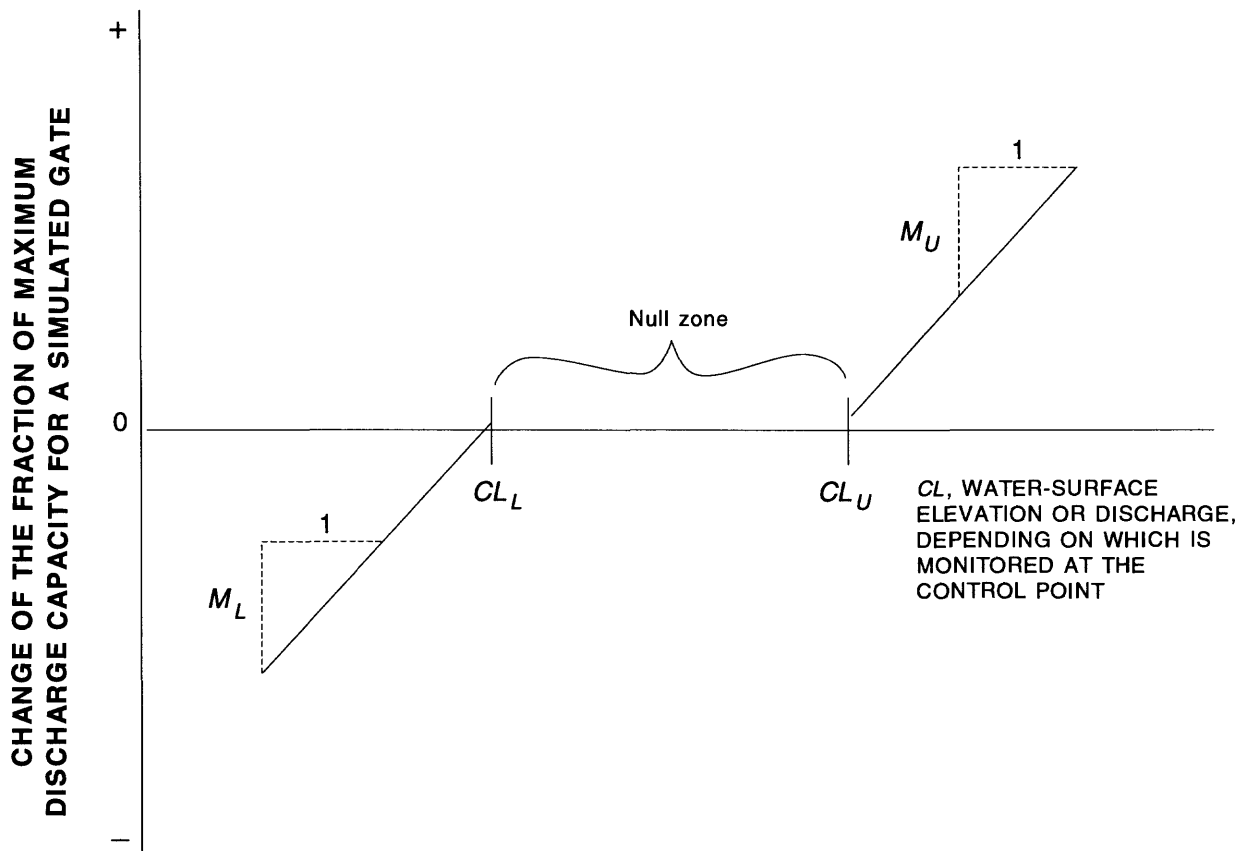 CHANGE OF THE FRACTION OF MAXIMUM
DISCHARGE CAPACITY FOR A SIMULATED GATE
+
0
−
1
M_U
Null zone
CL_L
CL_U
1
M_L
CL, WATER-SURFACE
ELEVATION OR DISCHARGE,
DEPENDING ON WHICH IS
MONITORED AT THE
CONTROL POINT